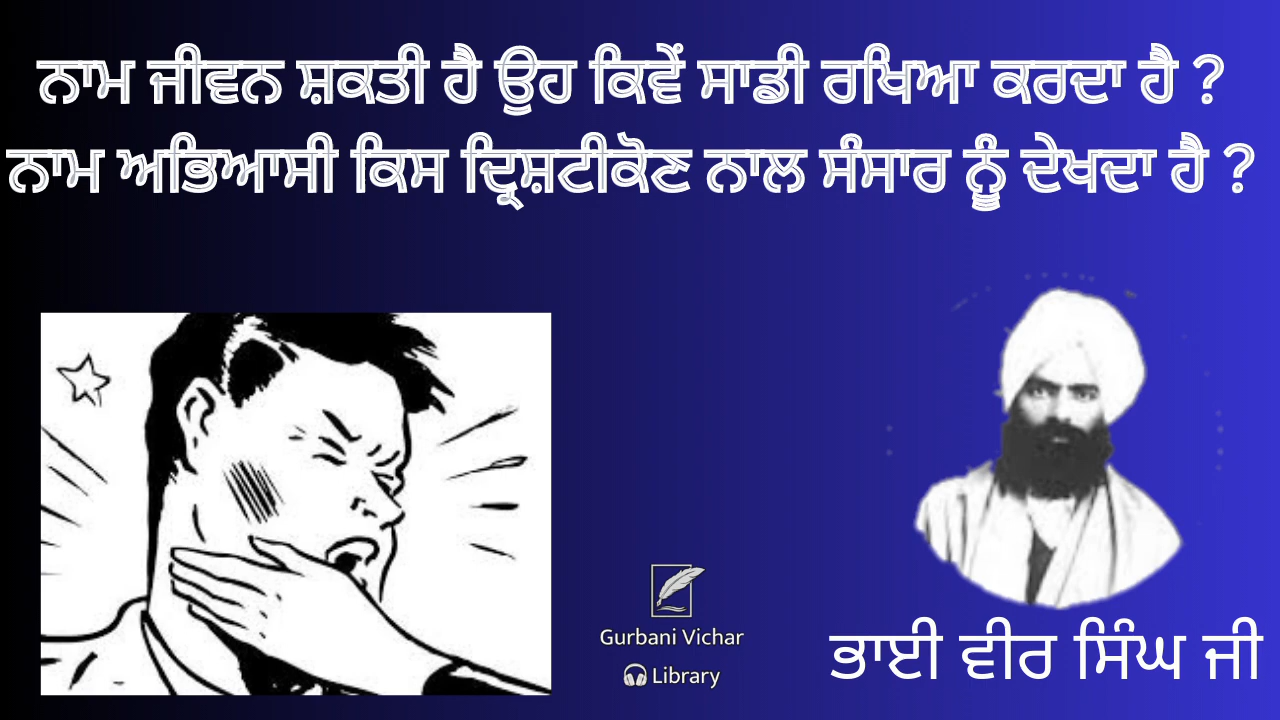 ਨਾਮ ਜੀਵਨ ਸ਼ਕਤੀ ਹੈ ਉਹ ਕਿਵੇਂ ਸਾਡੀ ਰਖਿਆ ਕਰਦਾ ਹੈ ?
ਨਾਮ ਅਭਿਆਸੀ ਕਿਸ ਦ੍ਰਿਸ਼ਟੀਕੋਣ ਨਾਲ ਸੰਸਾਰ ਨੂੰ ਦੇਖਦਾ ਹੈ ?
Gurbani Vichar
Library
ਭਾਈ ਵੀਰ ਸਿੰਘ ਜੀ